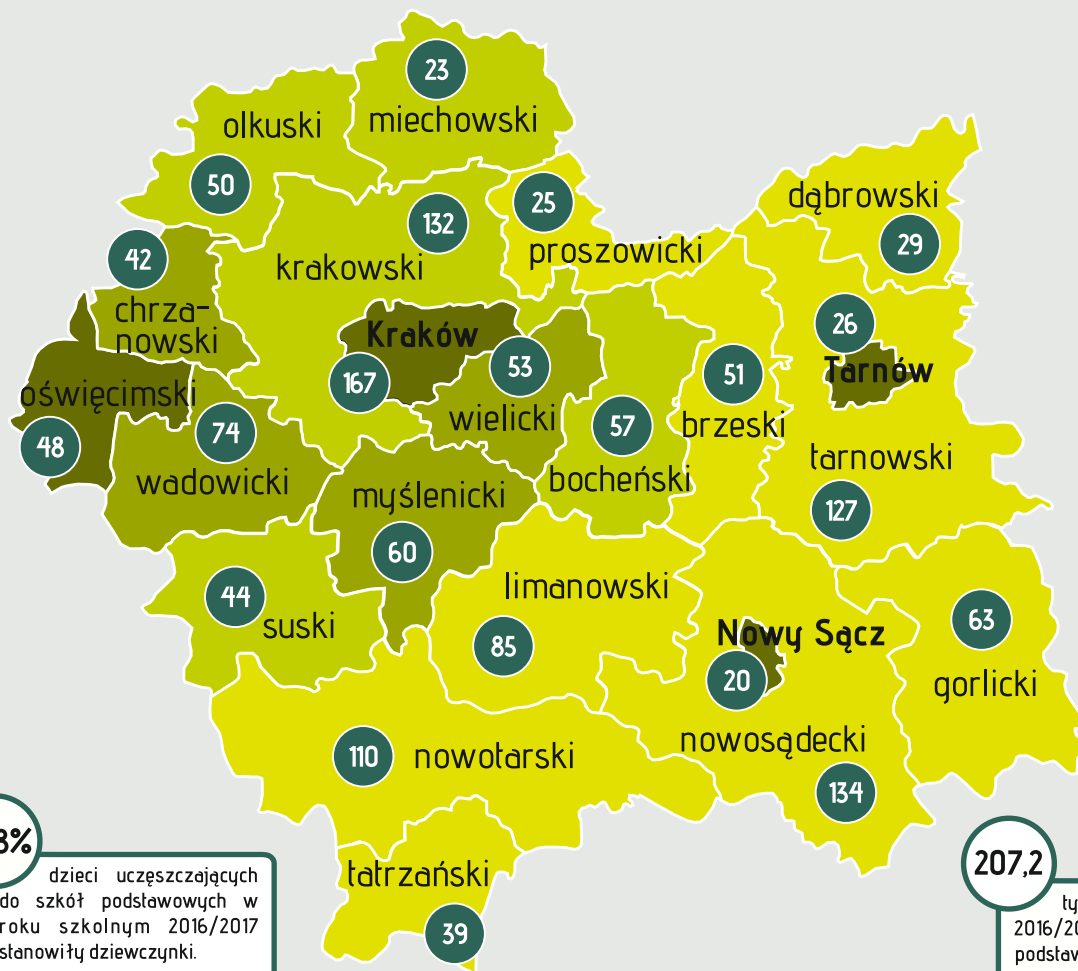 23
miechowski
olkuski
50
132
krakowski
25
proszowicki
dąbrowski
29
42
chrza-
nowski
Kraków
167
53
wielicki
oświęcimski
48
74
wadowicki
57
bocheński
51
brzeski
26
Tarnów
tarnowski
127
myślenicki
60
44
suski
limanowski
85
Nowy Sącz
20
nowosądecki
134
63
gorlicki
110
nowotarski
tatrzański
39
dzieci uczęszczających
do szkół podstawowych w
roku szkolnym 2016/2017
stanowiły dziewczynki.
207,2